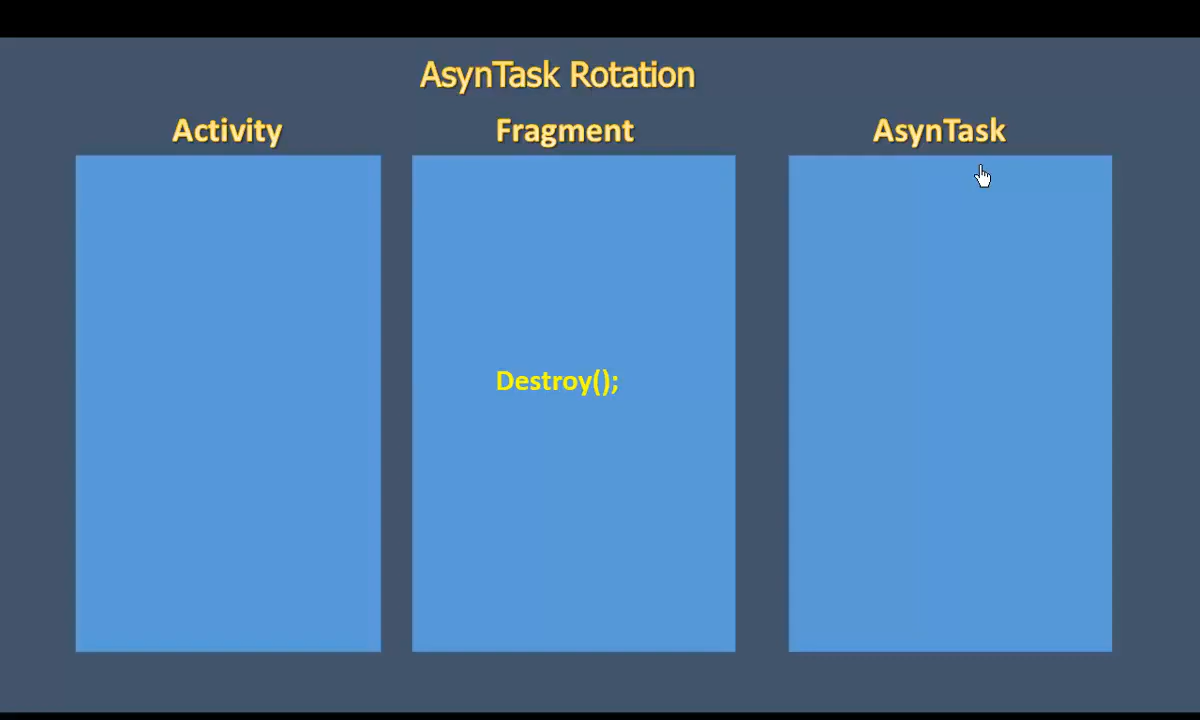 AsynTask Rotation
Activity
Fragment
AsynTask
Destroy();